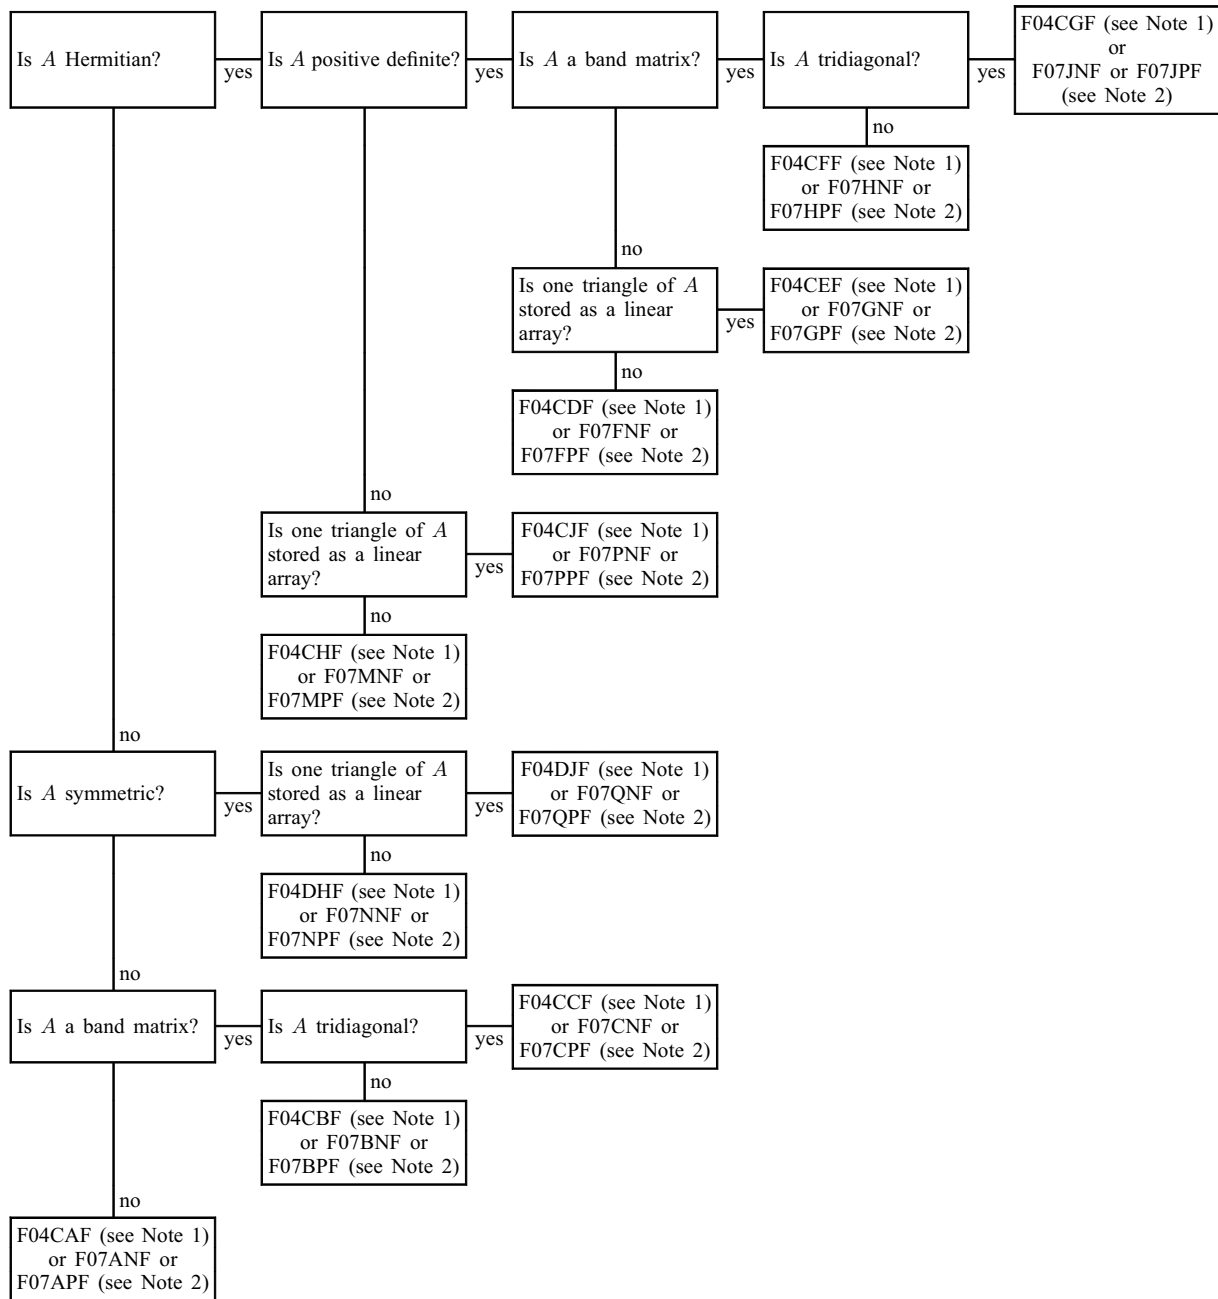 Is A Hermitian?
yes
Is A positive definite?
yes
Is A a band matrix?
yes
Is A tridiagonal?
yes
F04CGF (see Note 1)
or
F07JNF or F07JPF
(see Note 2)
no
F04CFF (see Note 1)
or F07HNF or
F07HPF (see Note 2)
no
Is one triangle of A
stored as a linear
array?
yes
F04CEF (see Note 1)
or F07GNF or
F07GPF (see Note 2)
no
F04CDF (see Note 1)
or F07FNF or
F07FPF (see Note 2)
no
Is one triangle of A
stored as a linear
array?
yes
F04CJF (see Note 1)
or F07PNF or
F07PPF (see Note 2)
no
F04CHF (see Note 1)
or F07MNF or
F07MPF (see Note 2)
no
Is A symmetric?
yes
Is one triangle of A
stored as a linear
array?
yes
F04DJF (see Note 1)
or F07QNF or
F07QPF (see Note 2)
no
F04DHF (see Note 1)
or F07NNF or
F07NPF (see Note 2)
no
Is A a band matrix?
yes
Is A tridiagonal?
yes
F04CCF (see Note 1)
or F07CNF or
F07CPF (see Note 2)
no
F04CBF (see Note 1)
or F07BNF or
F07BPF (see Note 2)
no
F04CAF (see Note 1)
or F07ANF or
F07APF (see Note 2)